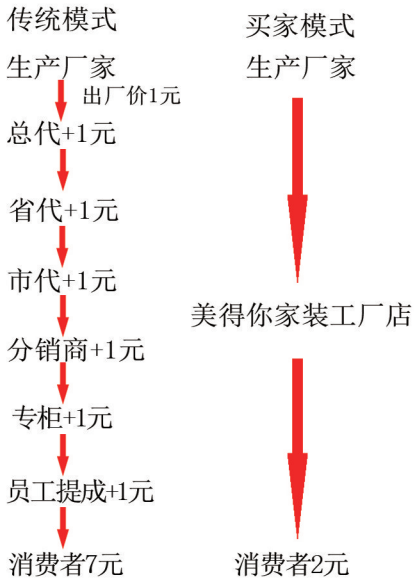 传统模式
生产厂家
出厂价1元
总代+1元
省代+1元
市代+1元
分销商+1元
专柜+1元
员工提成+1元
消费者7元
买家模式
生产厂家
美得你家装工厂店
消费者2元